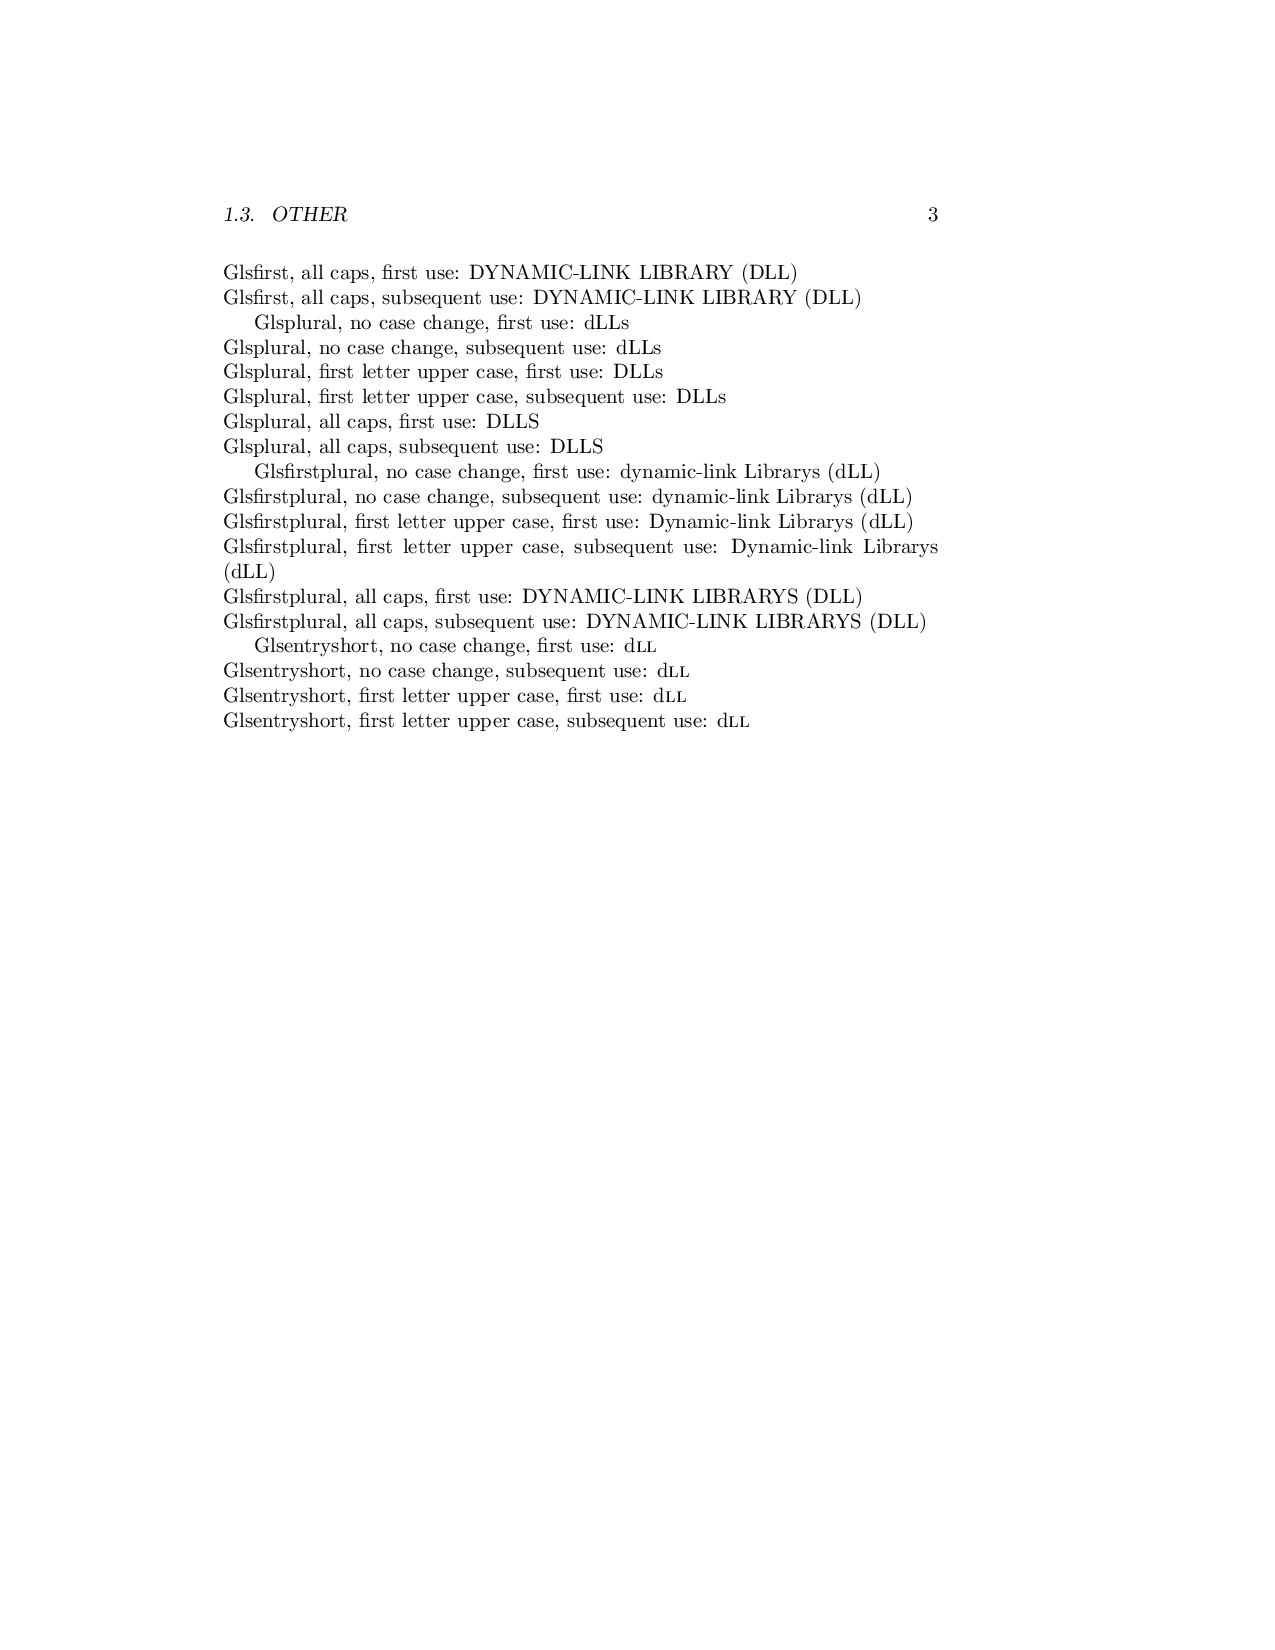 1.3. OTHER 3
Glsfirst, all caps, first use: DYNAMIC-LINK LIBRARY (DLL)
Glsfirst, all caps, subsequent use: DYNAMIC-LINK LIBRARY (DLL)
Glsplural, no case change, first use: dLLs
Glsplural, no case change, subsequent use: dLLs
Glsplural, first letter upper case, first use: DLLs
Glsplural, first letter upper case, subsequent use: DLLs
Glsplural, all caps, first use: DLLS
Glsplural, all caps, subsequent use: DLLS
Glsfirstplural, no case change, first use: dynamic-link Librarys (dLL)
Glsfirstplural, no case change, subsequent use: dynamic-link Librarys (dLL)
Glsfirstplural, first letter upper case, first use: Dynamic-link Librarys (dLL)
Glsfirstplural, first letter upper case, subsequent use: Dynamic-link Librarys
(dLL)
Glsfirstplural, all caps, first use: DYNAMIC-LINK LIBRARYS (DLL)
Glsfirstplural, all caps, subsequent use: DYNAMIC-LINK LIBRARYS (DLL)
Glsentryshort, no case change, first use: dʟʟ
Glsentryshort, no case change, subsequent use: dʟʟ
Glsentryshort, first letter upper case, first use: dʟʟ
Glsentryshort, first letter upper case, subsequent use: dʟʟ